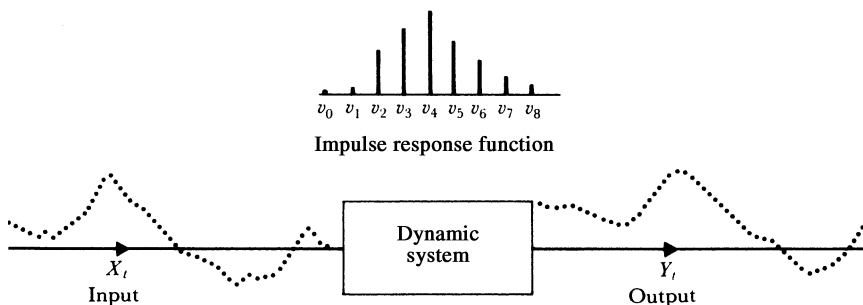 v0 v1 v2 v3 v4 v5 v6 v7 v8
Impulse response function
Dynamic
system
Xt
Input
Yt
Output